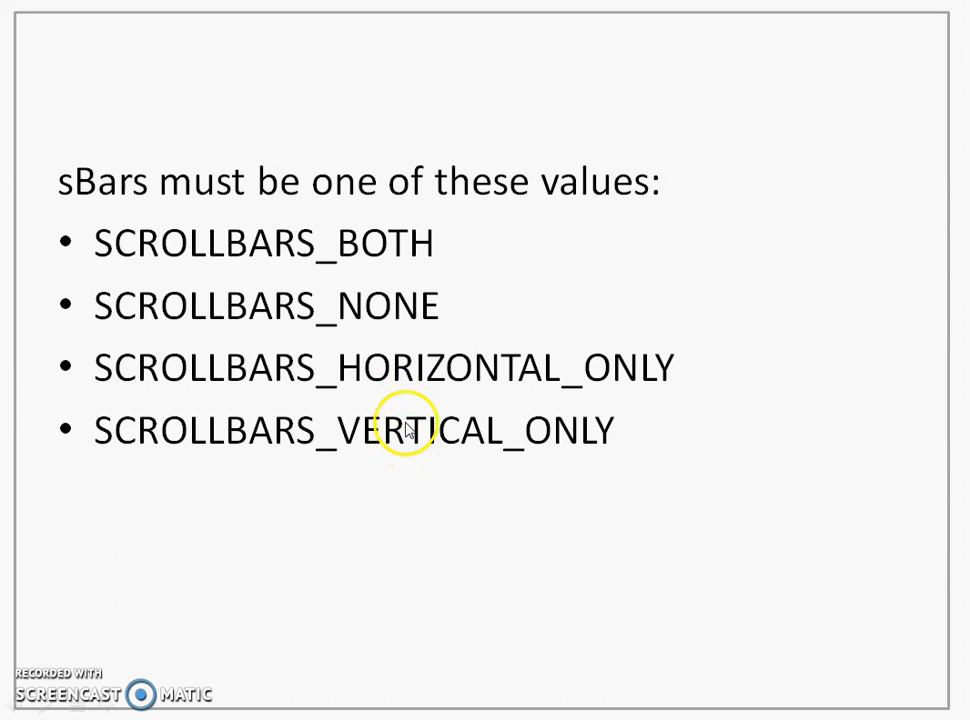 sBars must be one of these values:
• SCROLLBARS_BOTH
• SCROLLBARS_NONE
• SCROLLBARS_HORIZONTAL_ONLY
• SCROLLBARS_VERTICAL_ONLY
RECORDED WITH
SCREENCAST MATIC